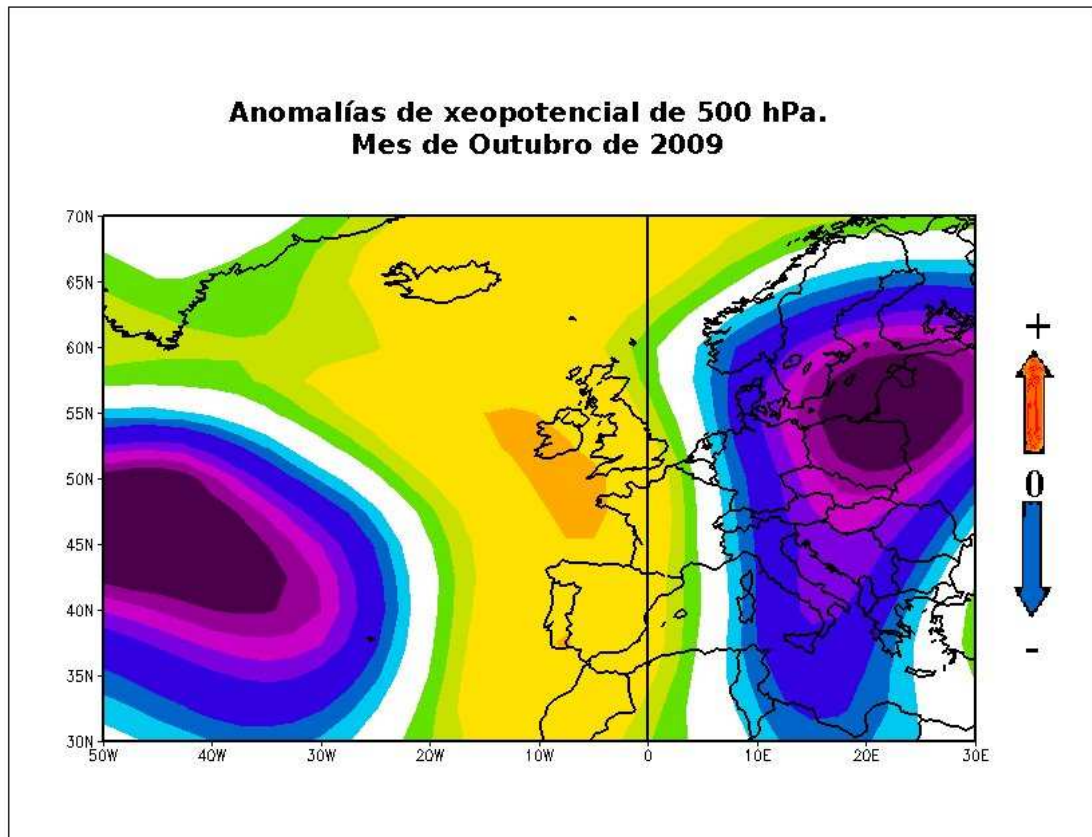 Anomalías de xeopotencial de 500 hPa.
Mes de Outubro de 2009
70N
65N
60N
55N
50N
45N
40N
35N
30N
50W 40W 30W 20W 10W 0 10E 20E 30E
+
0
-